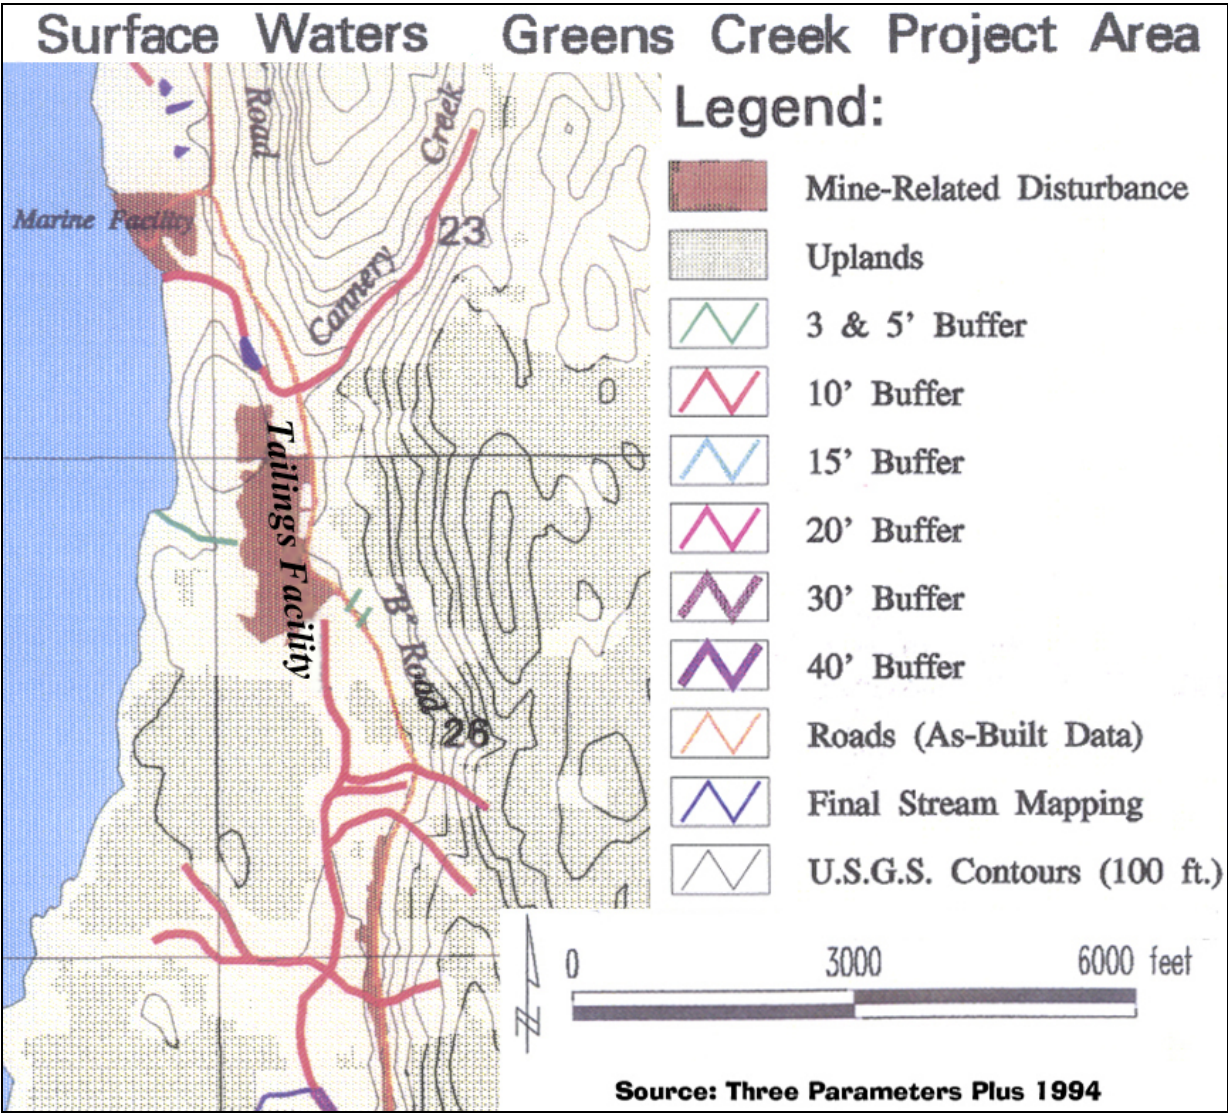 Surface Waters Greens Creek Project Area
Road
Creek
Marine Facility
23
Cannery
Tailings Facility
"B" Road
26
Legend:
Mine-Related Disturbance
Uplands
3 & 5' Buffer
10' Buffer
15' Buffer
20' Buffer
30' Buffer
40' Buffer
Roads (As-Built Data)
Final Stream Mapping
U.S.G.S. Contours (100 ft.)
0 3000 6000 feet
N
Source: Three Parameters Plus 1994